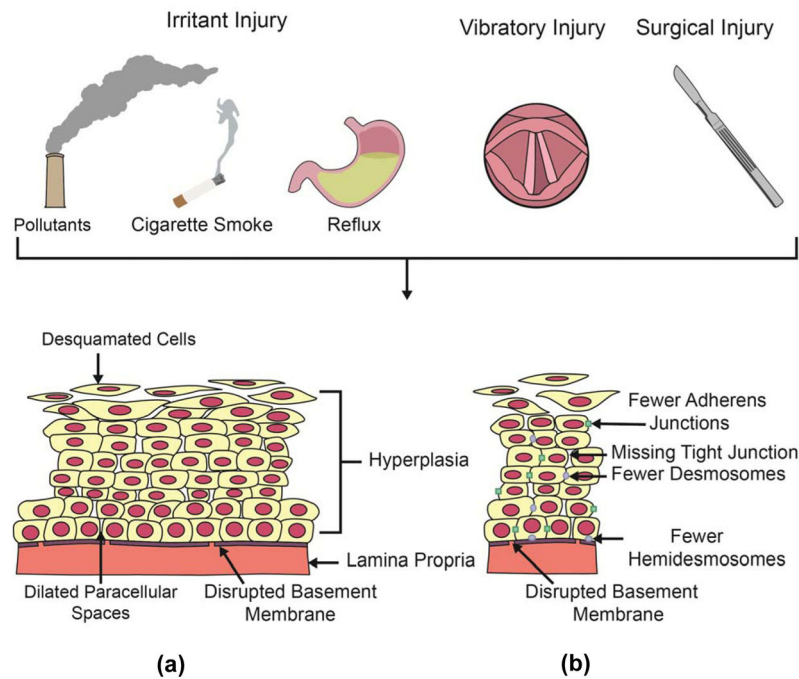 Irritant Injury
Vibratory Injury
Surgical Injury
Pollutants
Cigarette Smoke
Reflux
Desquamated Cells
Hyperplasia
Lamina Propria
Dilated Paracellular
Spaces
Disrupted Basement
Membrane
Fewer Adherens
Junctions
Missing Tight Junction
Fewer Desmosomes
Fewer
Hemidesmosomes
Disrupted Basement
Membrane
(a)
(b)